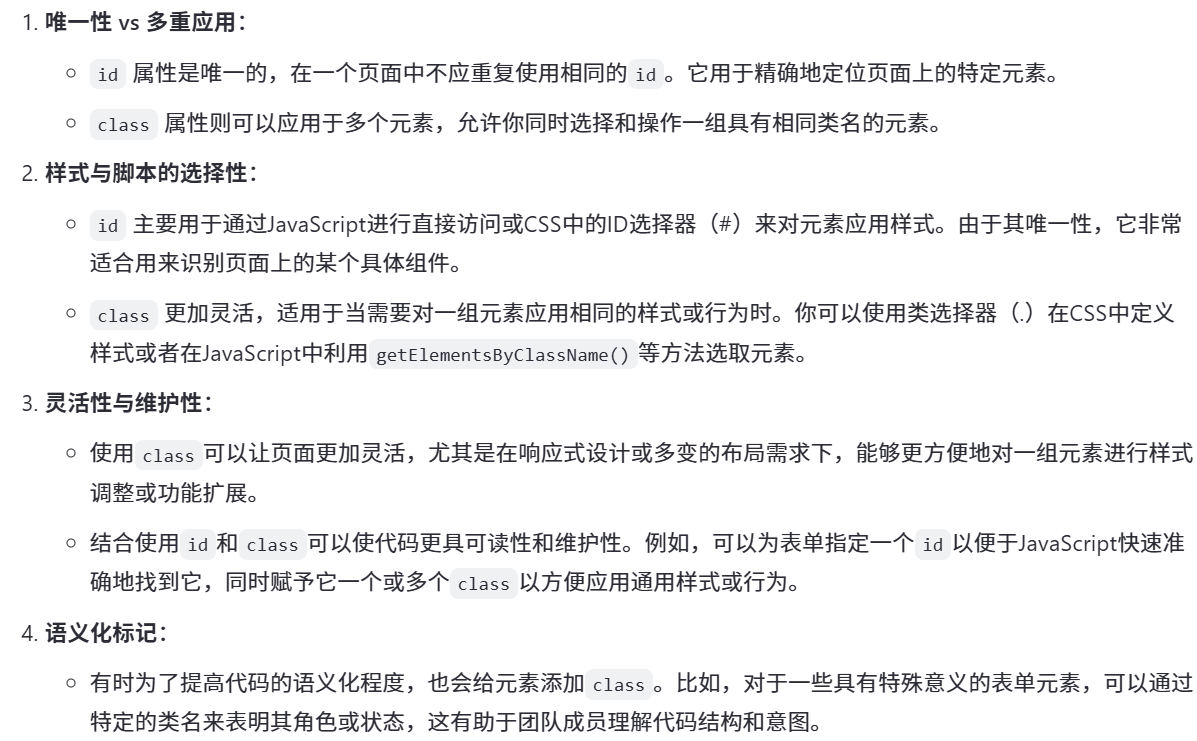 1. 唯一性 vs 多重应用：
id 属性是唯一的，在一个页面中不应重复使用相同的 id 。它用于精确地定位页面上的特定元素。
class 属性则可以应用于多个元素，允许你同时选择和操作一组具有相同类名的元素。
2. 样式与脚本的选择性：
id 主要用于通过JavaScript进行直接访问或CSS中的ID选择器（#）来对元素应用样式。由于其唯一性，它非常
适合用来识别页面上的某个具体组件。
class 更加灵活，适用于当需要对一组元素应用相同的样式或行为时。你可以使用类选择器（.）在CSS中定义
样式或者在JavaScript中利用 getElementsByClassName() 等方法选取元素。
3. 灵活性与维护性：
使用 class 可以让页面更加灵活，尤其是在响应式设计或多变的布局需求下，能够更方便地对一组元素进行样式
调整或功能扩展。
结合使用 id 和 class 可以使代码更具可读性和维护性。例如，可以为表单指定一个 id 以便于JavaScript快速准
确地找到它，同时赋予它一个或多个 class 以方便应用通用样式或行为。
4. 语义化标记：
有时为了提高代码的语义化程度，也会给元素添加 class 。比如，对于一些具有特殊意义的表单元素，可以通过
特定的类名来表明其角色或状态，这有助于团队成员理解代码结构和意图。